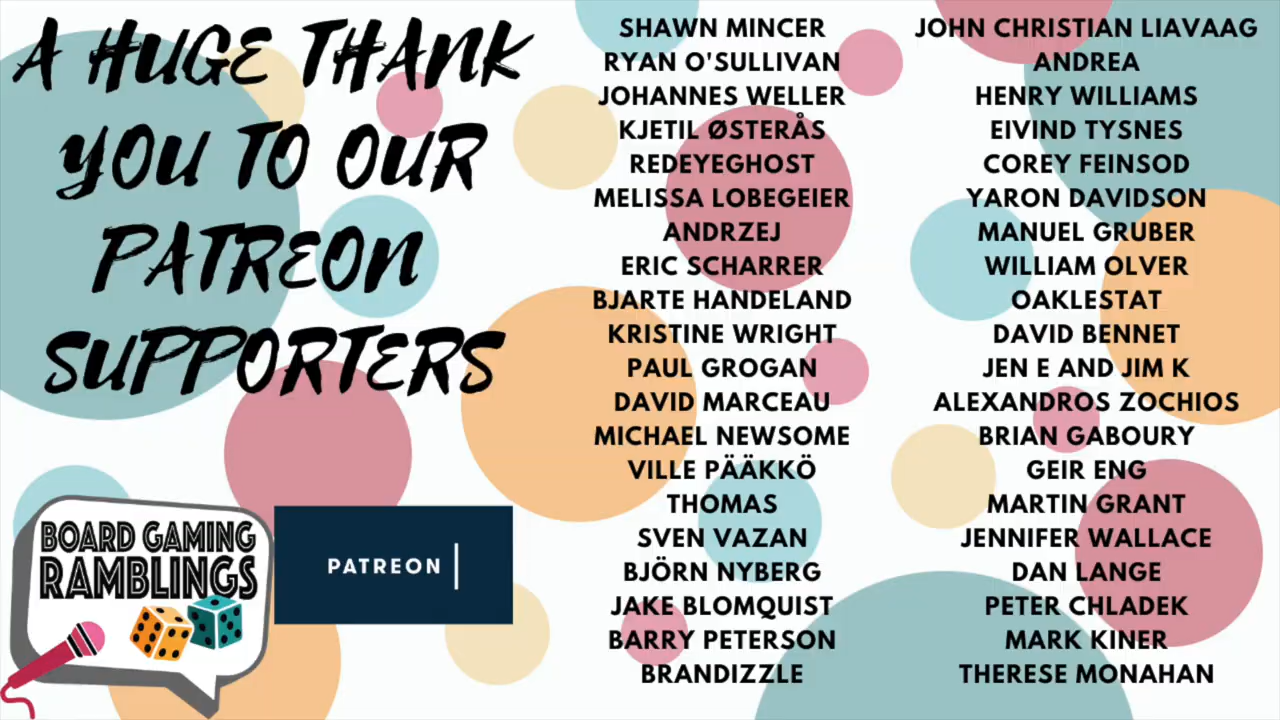 A HUGE THANK
YOU TO OUR
PATREON
SUPPORTERS
BOARD GAMING
RAMBLINGS
PATREON
SHAWN MINCER
RYAN O'SULLIVAN
JOHANNES WELLER
KJETIL ØSTERÅS
REDEYEGHOST
MELISSA LOBEGEIER
ANDRZEJ
ERIC SCHARRER
BJARTE HANDELAND
KRISTINE WRIGHT
PAUL GROGAN
DAVID MARCEAU
MICHAEL NEWSOME
VILLE PÄÄKKÖ
THOMAS
SVEN VAZAN
BJÖRN NYBERG
JAKE BLOMQUIST
BARRY PETERSON
BRANDIZZLE
JOHN CHRISTIAN LIAVAAG
ANDREA
HENRY WILLIAMS
EIVIND TYSNES
COREY FEINSOD
YARON DAVIDSON
MANUEL GRUBER
WILLIAM OLVER
OAKLESTAT
DAVID BENNET
JEN E AND JIM K
ALEXANDROS ZOCHIOS
BRIAN GABOURY
GEIR ENG
MARTIN GRANT
JENNIFER WALLACE
DAN LANGE
PETER CHLADEK
MARK KINER
THERESE MONAHAN